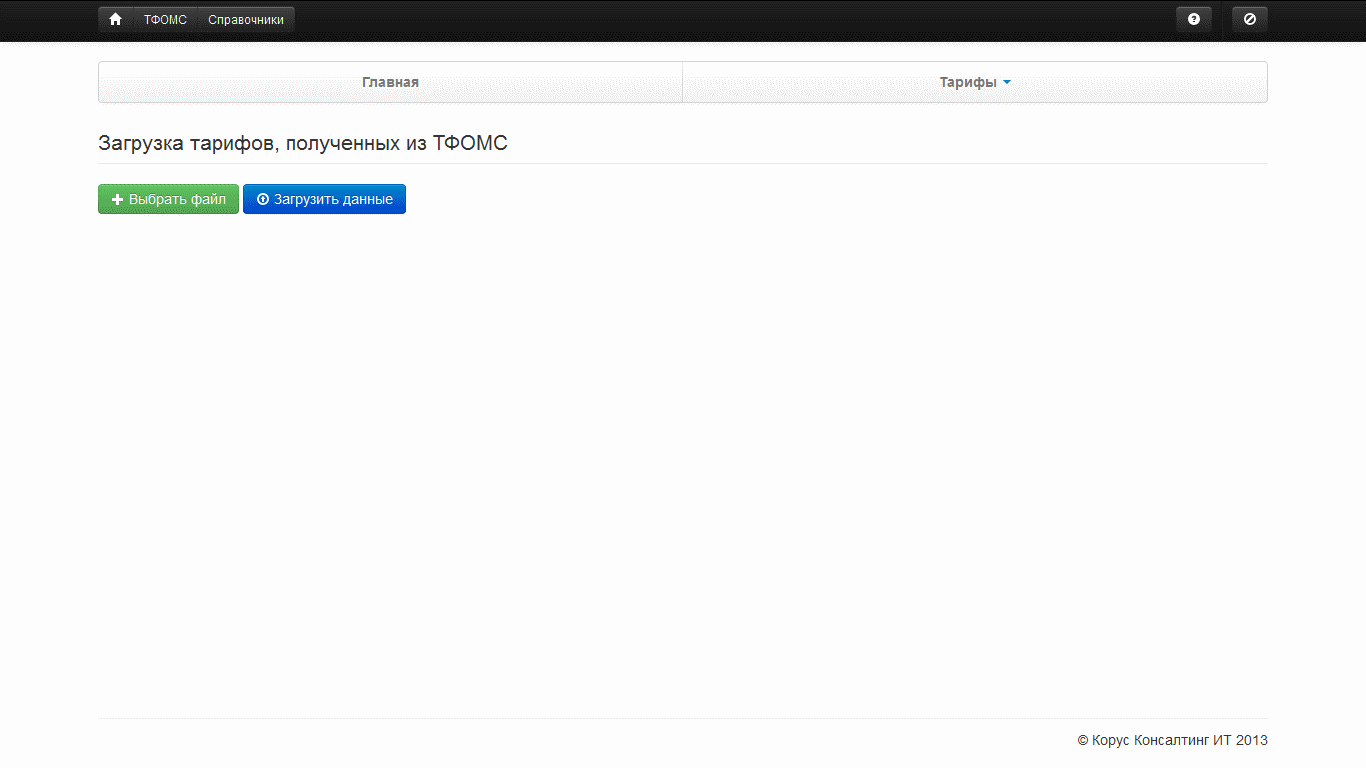 ТФОМС Справочники
Главная Тарифы
Загрузка тарифов, полученных из ТФОМС
Выбрать файл Загрузить данные
© Корус Консалтинг ИТ 2013